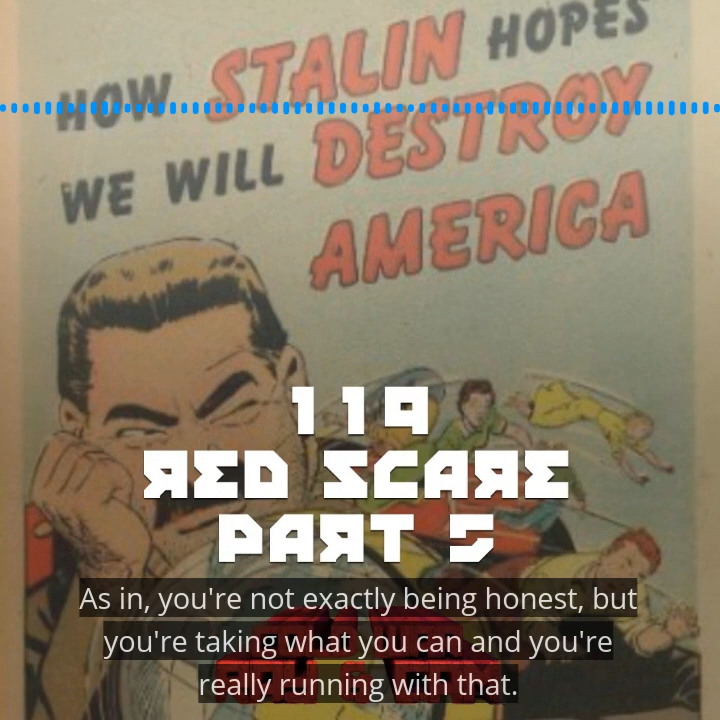 HOW STALIN HOPES
WE WILL DESTROY
AMERICA
119
RED SCARE
PART 5
As in, you're not exactly being honest, but
you're taking what you can and you're
really running with that.